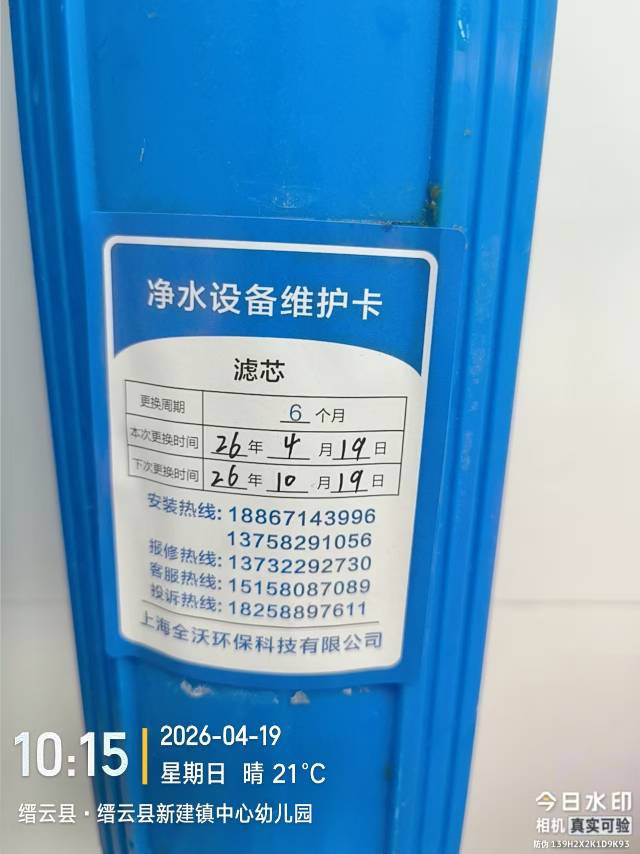 净水设备维护卡
滤芯
更换周期 6 个月
本次更换时间 26 年 4 月 19 日
下次更换时间 26 年 10 月 19 日
安装热线: 18867143996
13758291056
报修热线: 13732292730
客服热线: 15158087089
投诉热线: 18258897611
上海全沃环保科技有限公司
10:15
2026-04-19
星期日 晴 21℃
缙云县·缙云县新建镇中心幼儿园
今日水印
相机 真实可验
防伪 139H2X2K1D9K93